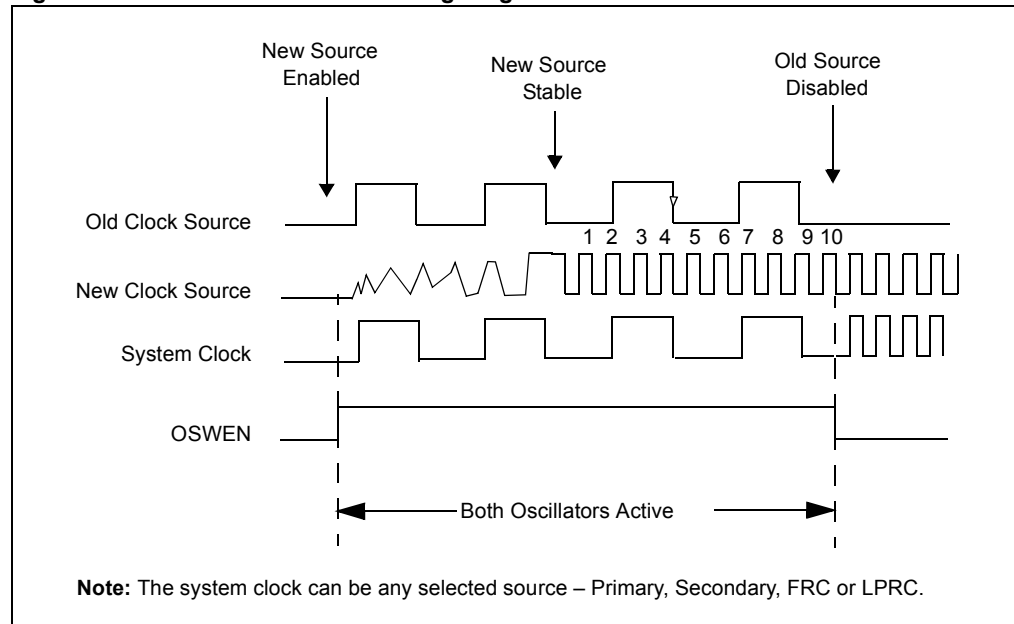 New Source
Enabled
New Source
Stable
Old Source
Disabled
Old Clock Source
1 2 3 4 5 6 7 8 9 10
New Clock Source
System Clock
OSWEN
Both Oscillators Active
Note: The system clock can be any selected source – Primary, Secondary, FRC or LPRC.